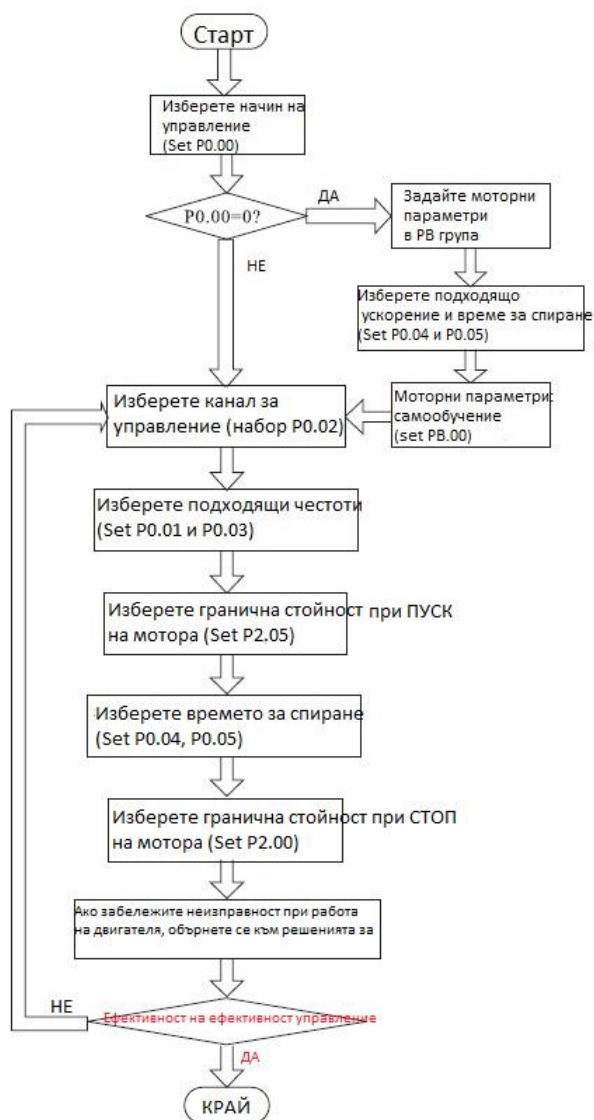 Старт
Изберете начин на
управление
(Set P0.00)
P0.00=0?
ДА
Задайте моторни
параметри
в PB група
НЕ
Изберете подходящо
ускорение и време за спиране
(Set P0.04 и P0.05)
Моторни параметри:
самообучение
(set PB.00)
Изберете канал за
управление (набор P0.02)
Изберете подходящи честоти
(Set P0.01 и P0.03)
Изберете гранична стойност при ПУСК
на мотора (Set P2.05)
Изберете времето за спиране
(Set P0.04, P0.05)
Изберете гранична стойност при СТОП
на мотора (Set P2.00)
Ако забележите неизправност при работа
на двигателя, обърнете се към решенията за
НЕ
Ефективност на ефективност управление
ДА
КРАЙ